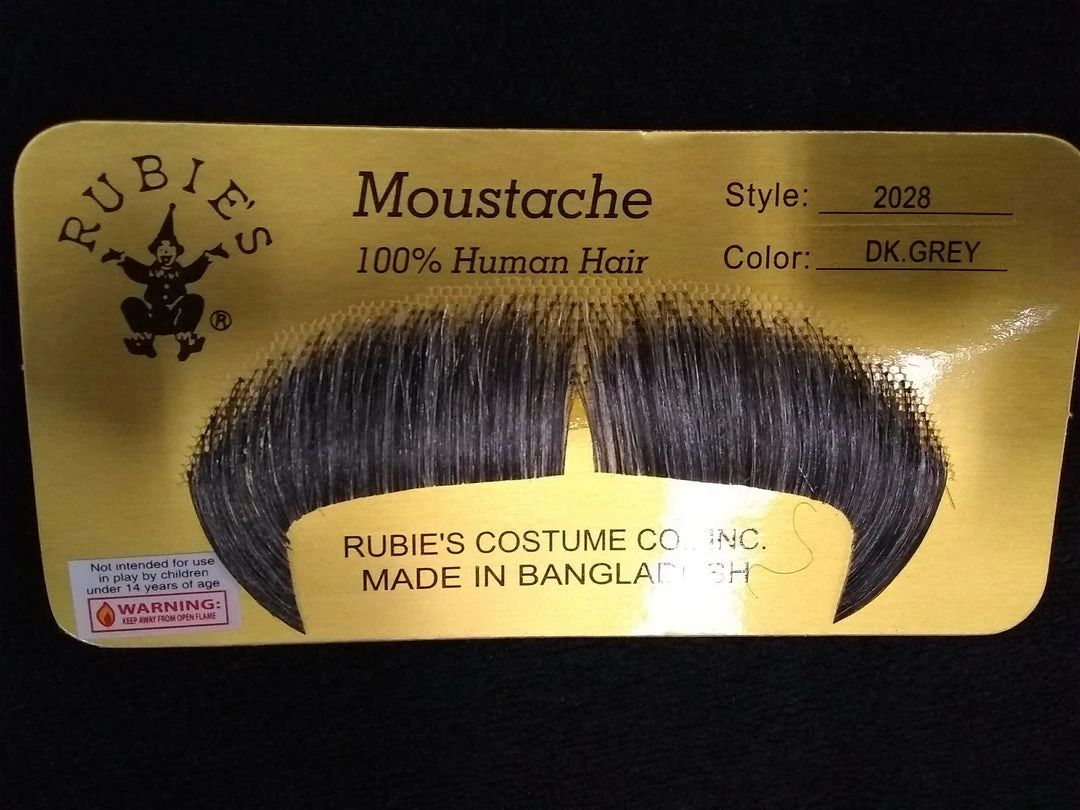 RUBIE'S
®
Moustache
100% Human Hair
Style: 2028
Color: DK.GREY
RUBIE'S COSTUME CO., INC.
MADE IN BANGLADESH
Not intended for use
in play by children
under 14 years of age
WARNING:
KEEP AWAY FROM OPEN FLAME